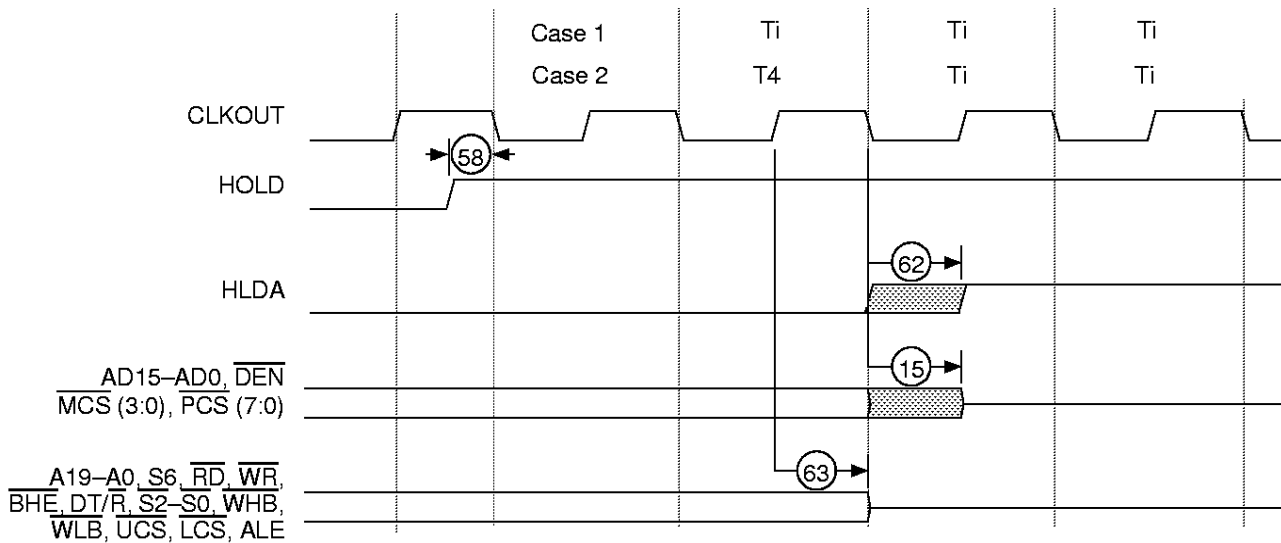 Case 1 Ti Ti Ti
Case 2 T4 Ti Ti
CLKOUT
58
HOLD
62
HLDA
15
AD15–AD0, DEN
MCS (3:0), PCS (7:0)
63
A19–A0, S6, RD, WR,
BHE, DT/R, S2–S0, WHB,
WLB, UCS, LCS, ALE